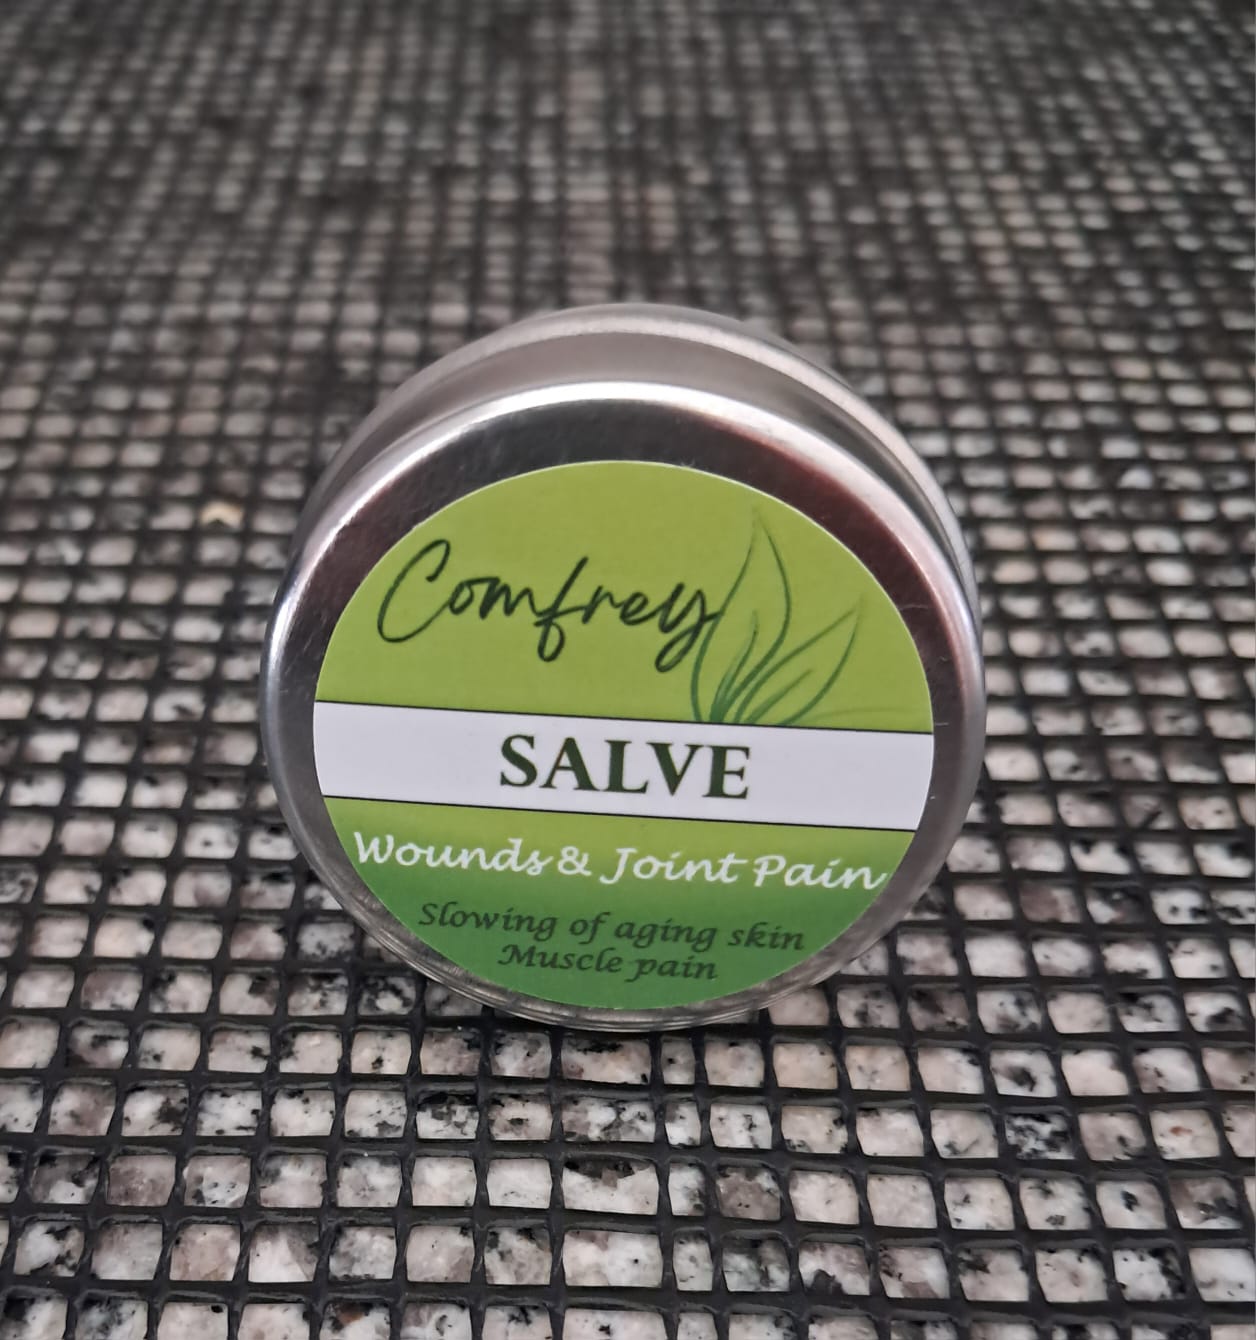 Comfrey
SALVE
Wounds & Joint Pain
Slowing of aging skin
Muscle pain